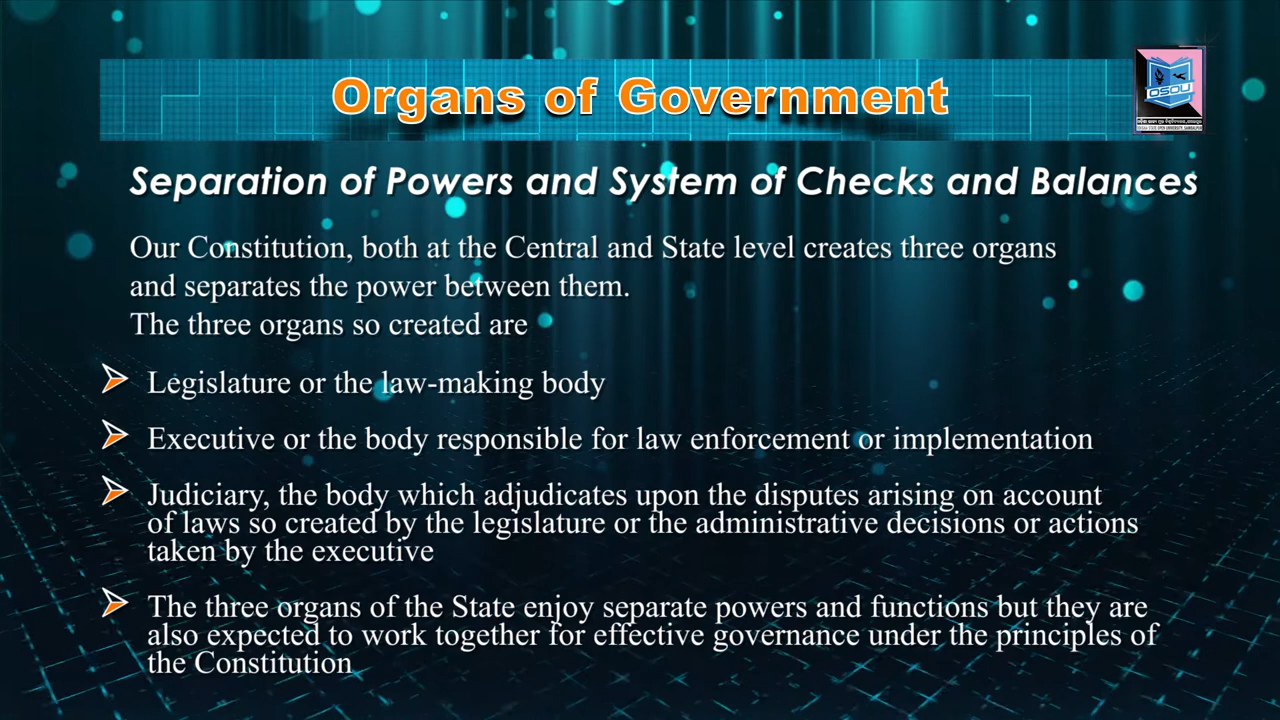 Organs of Government
OSOU
Separation of Powers and System of Checks and Balances
Our Constitution, both at the Central and State level creates three organs
and separates the power between them.
The three organs so created are
Legislature or the law-making body
Executive or the body responsible for law enforcement or implementation
Judiciary, the body which adjudicates upon the disputes arising on account
of laws so created by the legislature or the administrative decisions or actions
taken by the executive
The three organs of the State enjoy separate powers and functions but they are
also expected to work together for effective governance under the principles of
the Constitution